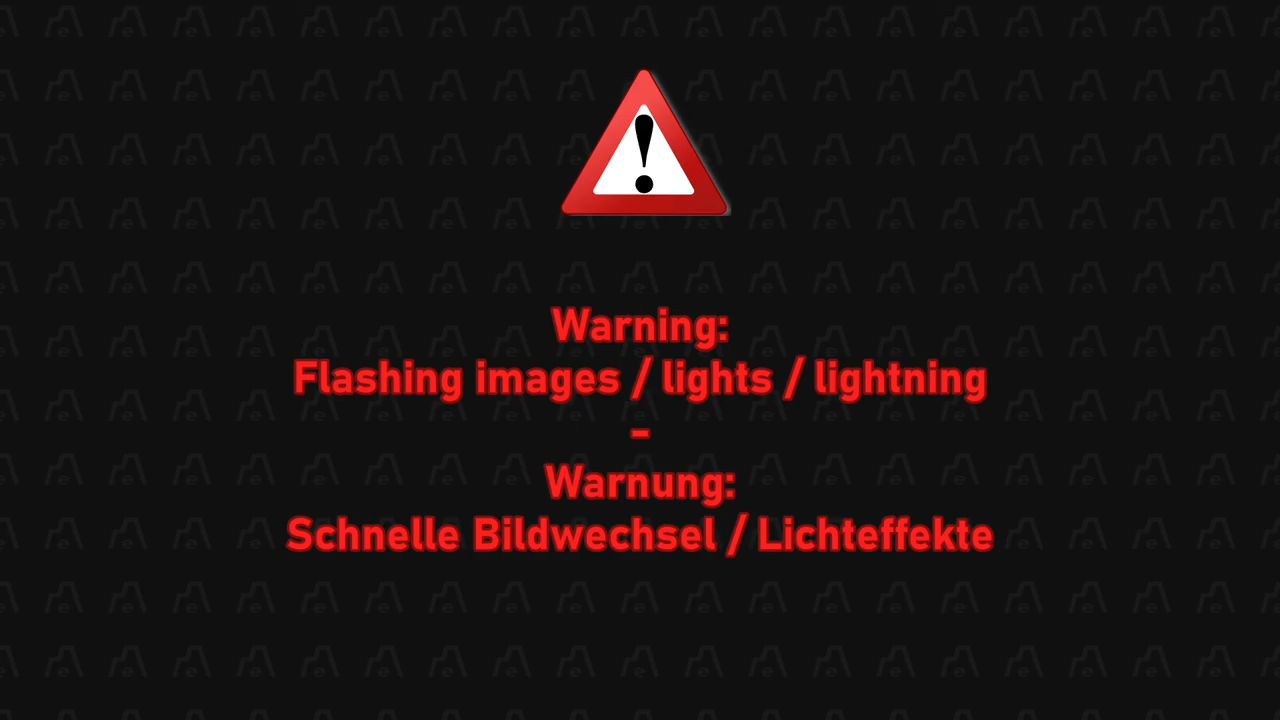 Warning:
Flashing images / lights / lightning
-
Warnung:
Schnelle Bildwechsel / Lichteffekte